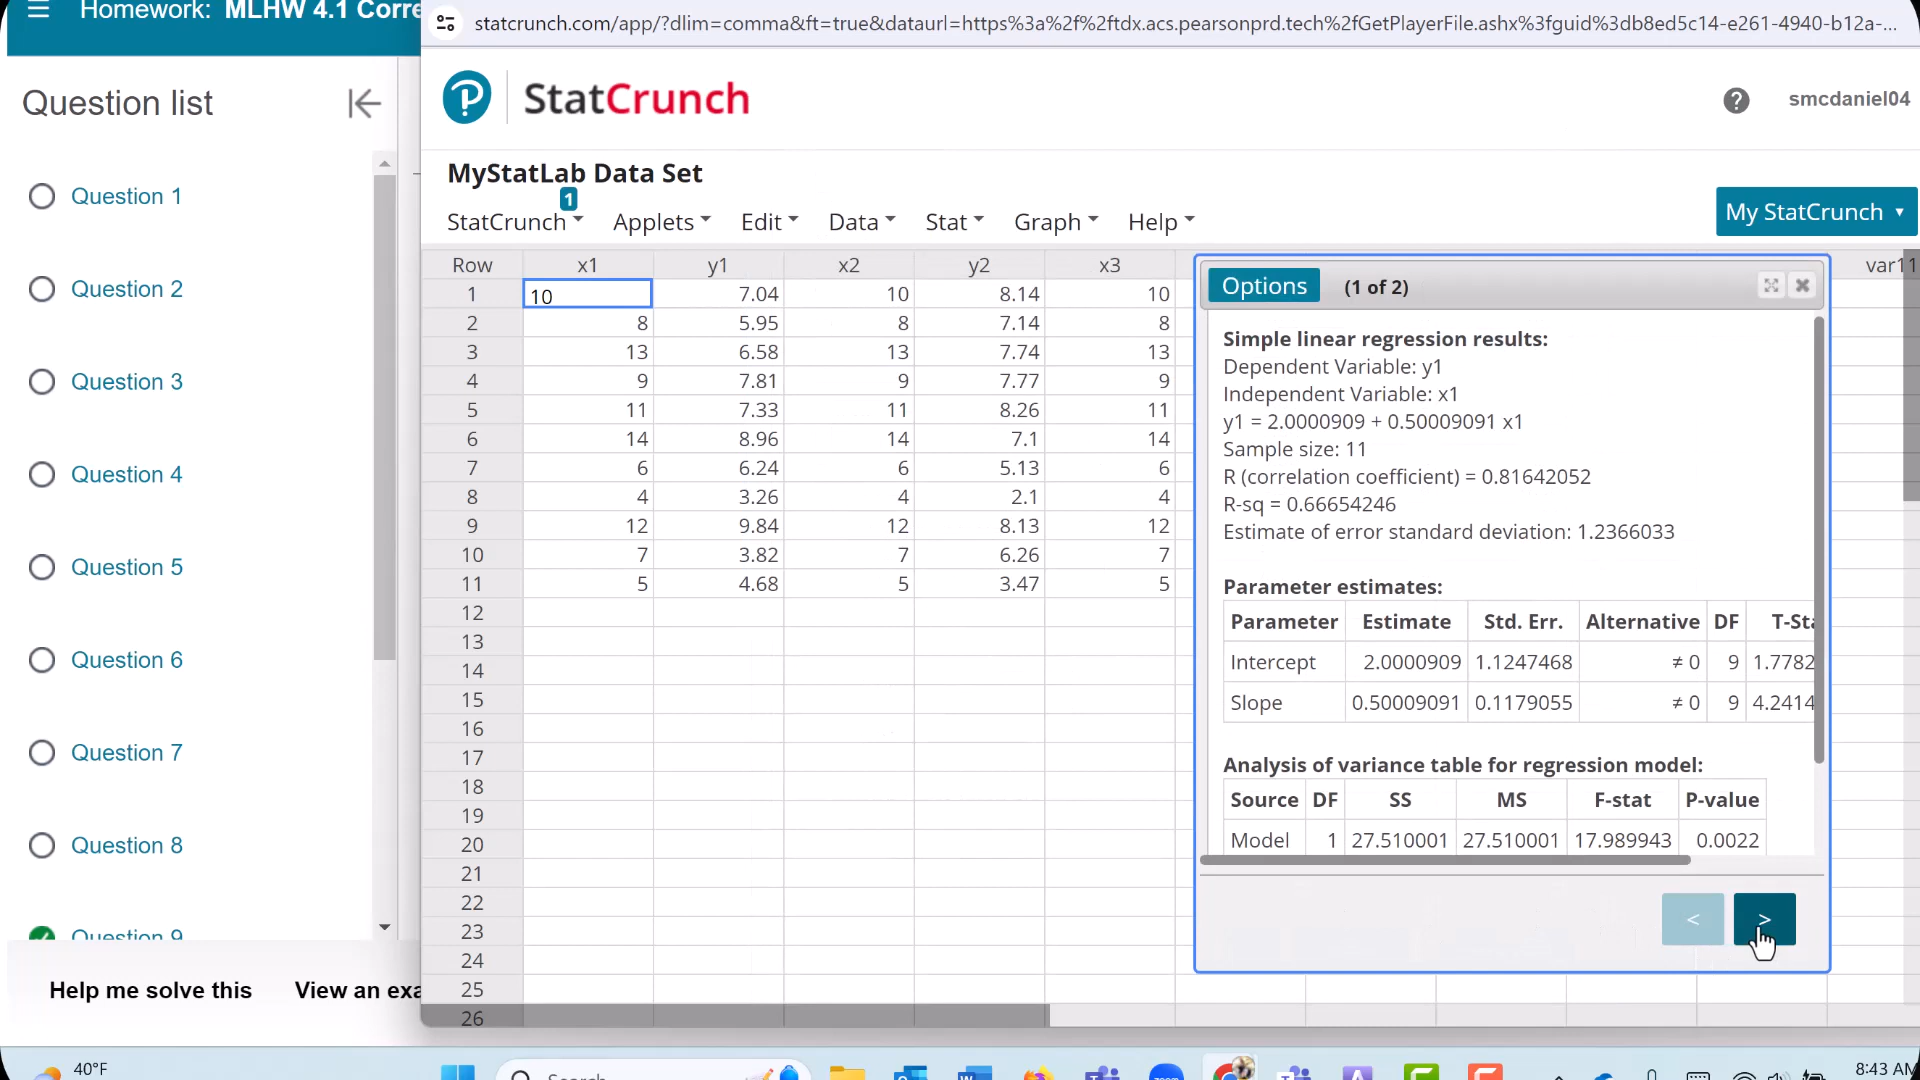 Homework: MLHW 4.1 Corre
statcrunch.com/app/?dlim=comma&ft=true&dataurl=https%3a%2f%2ftdx.acs.pearsonprd.tech%2fGetPlayerFile.ashx%3fguid%3db8ed5c14-e261-4940-b12a-...
Question list
StatCrunch
?
smcdaniel04
MyStatLab Data Set
1
StatCrunch Applets Edit Data Stat Graph Help
My StatCrunch
Question 1
Question 2
Question 3
Question 4
Question 5
Question 6
Question 7
Question 8
Question 9
Help me solve this View an exa
Row x1 y1 x2 y2 x3 var11
1 10 7.04 10 8.14 10
2 8 5.95 8 7.14 8
3 13 6.58 13 7.74 13
4 9 7.81 9 7.77 9
5 11 7.33 11 8.26 11
6 14 8.96 14 7.1 14
7 6 6.24 6 5.13 6
8 4 3.26 4 2.1 4
9 12 9.84 12 8.13 12
10 7 3.82 7 6.26 7
11 5 4.68 5 3.47 5
12
13
14
15
16
17
18
19
20
21
22
23
24
25
26
Options (1 of 2)
Simple linear regression results:
Dependent Variable: y1
Independent Variable: x1
y1 = 2.0000909 + 0.50009091 x1
Sample size: 11
R (correlation coefficient) = 0.81642052
R-sq = 0.66654246
Estimate of error standard deviation: 1.2366033
Parameter estimates:
Parameter Estimate Std. Err. Alternative DF T-Sta
Intercept 2.0000909 1.1247468 ≠ 0 9 1.7782
Slope 0.50009091 0.1179055 ≠ 0 9 4.2414
Analysis of variance table for regression model:
Source DF SS MS F-stat P-value
Model 1 27.510001 27.510001 17.989943 0.0022
< >
40°F
Search
8:43 AM